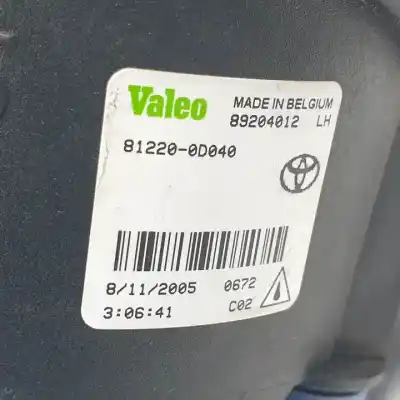 Valeo MADE IN BELGIUM
89204012 LH
81220-0D040
8/11/2005 0672
3:06:41 C02